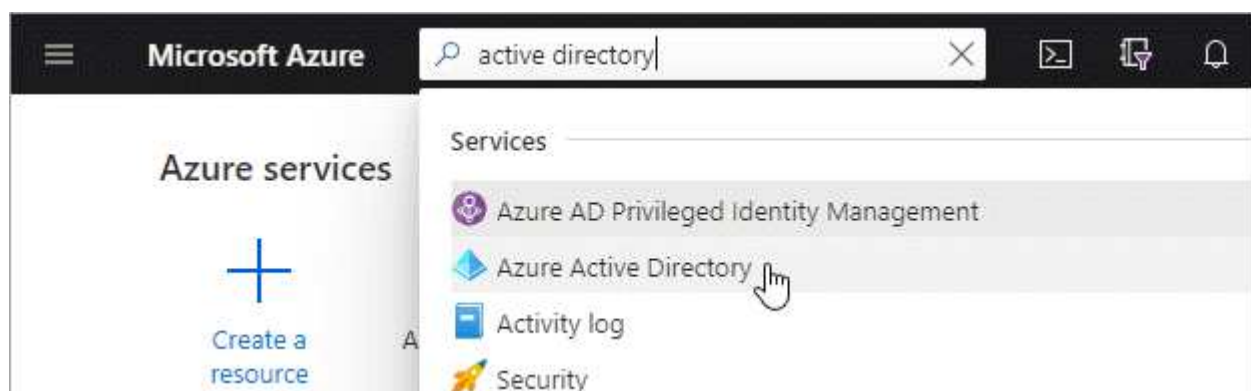 Microsoft Azure
active directory
Azure services
Create a
resource
A
Services
Azure AD Privileged Identity Management
Azure Active Directory
Activity log
Security